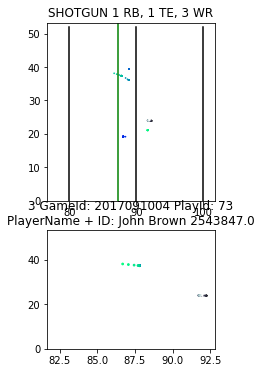 SHOTGUN 1 RB, 1 TE, 3 WR
50
40
30
20
10
0
80 90 100
3 GameId: 2017091004 PlayId: 73
PlayerName + ID: John Brown 2543847.0
40
20
0
82.5 85.0 87.5 90.0 92.5